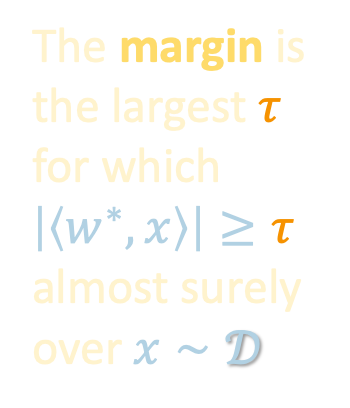 The margin is
the largest τ
for which
|⟨w*, x⟩| ≥ τ
almost surely
over x ~ 𝒟